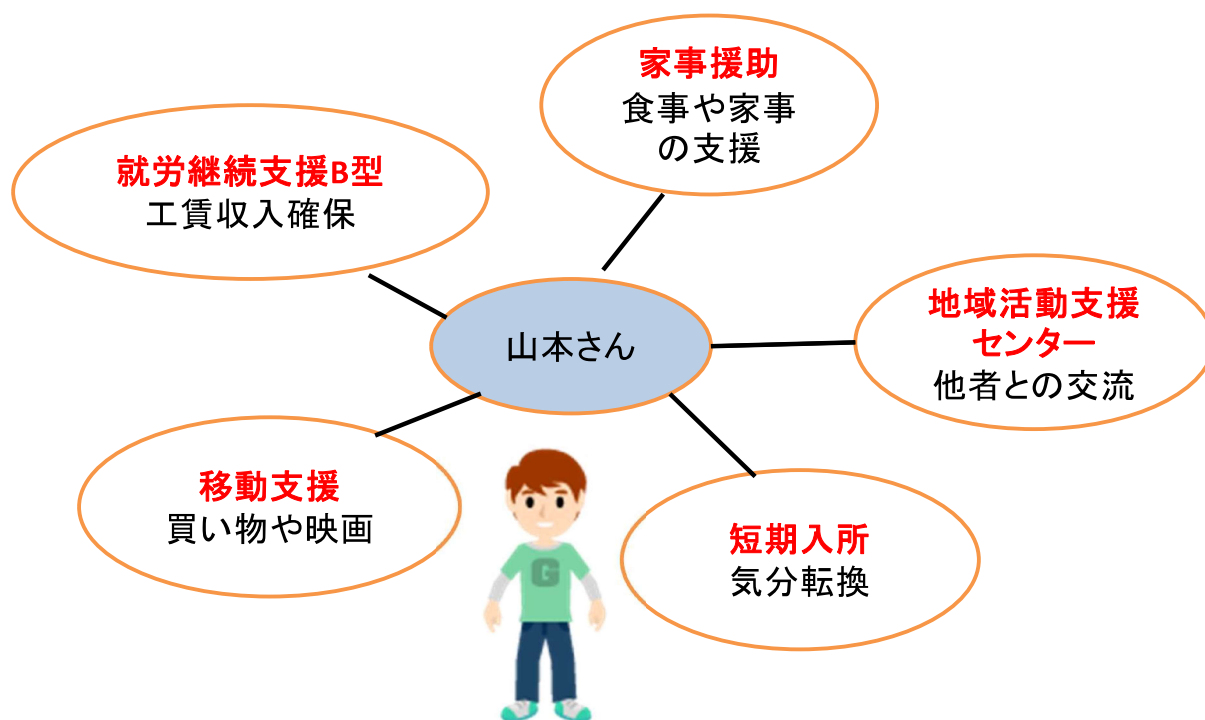 家事援助
食事や家事
の支援
就労継続支援B型
工賃収入確保
地域活動支援
センター
他者との交流
山本さん
移動支援
買い物や映画
短期入所
気分転換
G